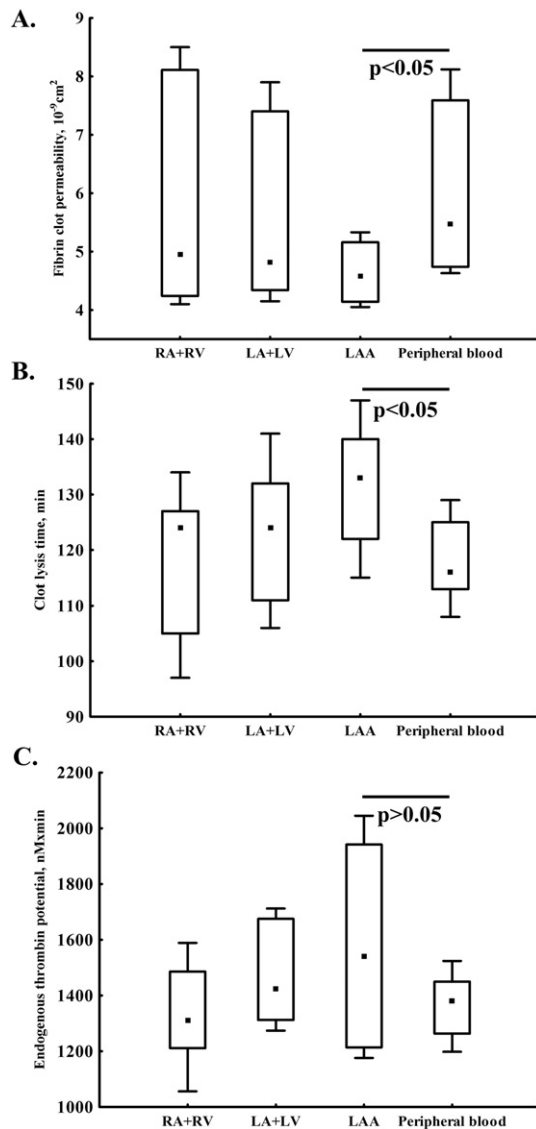 A.
Fibrin clot permeability, 10⁻⁹cm²
9
8
7
6
5
4
p<0.05
RA+RV LA+LV LAA Peripheral blood
B.
Clot lysis time, min
150
140
130
120
110
100
90
p<0.05
RA+RV LA+LV LAA Peripheral blood
C.
Endogenous thrombin potential, nMxmin
2200
2000
1800
1600
1400
1200
1000
p>0.05
RA+RV LA+LV LAA Peripheral blood